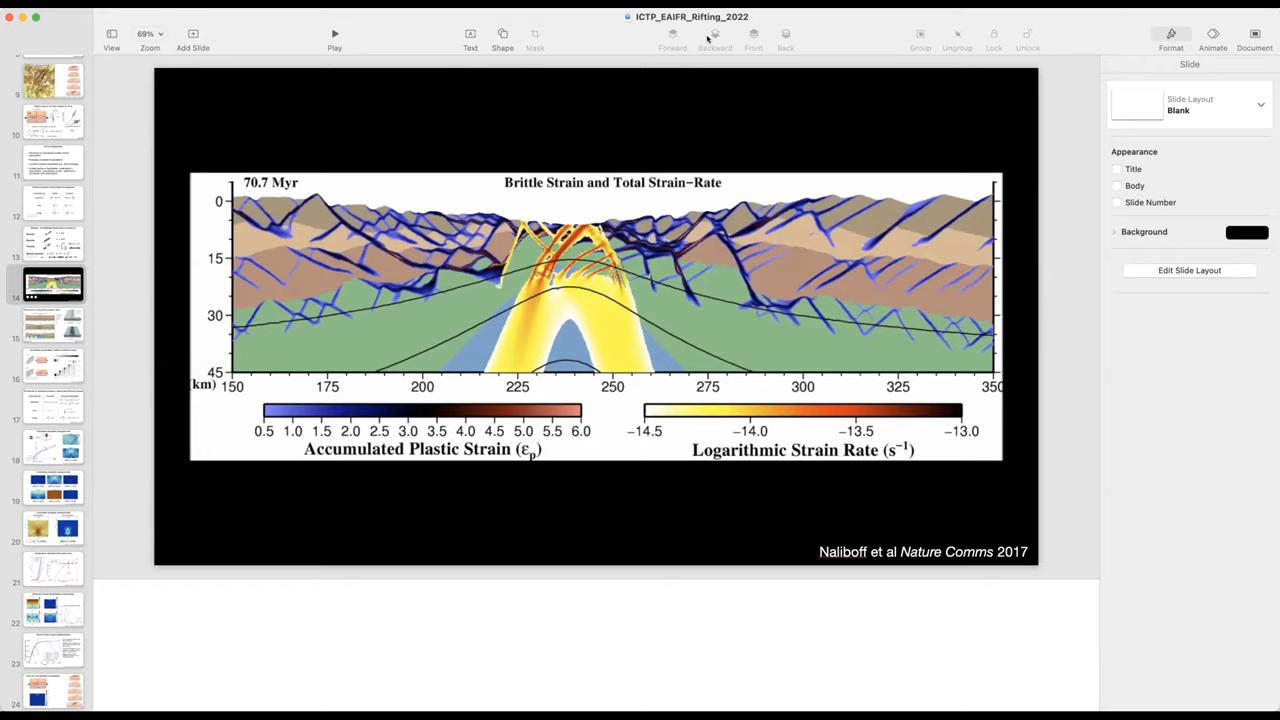 ICTP_EAIFR_Rifting_2022
69%
View
Zoom
Add Slide
Play
Text
Shape
Mask
Forward
Backward
Front
Back
Group
Ungroup
Lock
Unlock
Format
Animate
Document
Slide
Slide Layout
Blank
Appearance
Title
Body
Slide Number
Background
Edit Slide Layout
9
10
11
12
13
14
15
16
17
18
19
20
21
22
23
24
70.7 Myr
Brittle Strain and Total Strain−Rate
0
15
30
45
(km) 150 175 200 225 250 275 300 325 350
0.5 1.0 1.5 2.0 2.5 3.0 3.5 4.0 4.5 5.0 5.5 6.0
−14.5 −14.0 −13.5 −13.0
Accumulated Plastic Strain (εp)
Logarithmic Strain Rate (s⁻¹)
Naliboff et al Nature Comms 2017